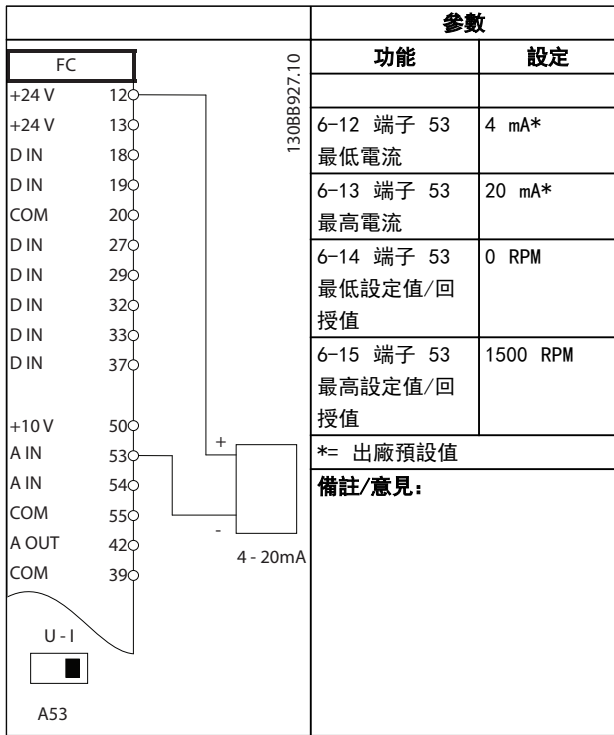 FC
+24 V 12
+24 V 13
D IN 18
D IN 19
COM 20
D IN 27
D IN 29
D IN 32
D IN 33
D IN 37
+10 V 50
A IN 53
A IN 54
COM 55
A OUT 42
COM 39
+
-
4 - 20mA
U - I
A53
130BB927.10
參數
功能 設定
6-12 端子 53 4 mA*
最低電流
6-13 端子 53 20 mA*
最高電流
6-14 端子 53 0 RPM
最低設定值/回
授值
6-15 端子 53 1500 RPM
最高設定值/回
授值
*= 出廠預設值
備註/意見：